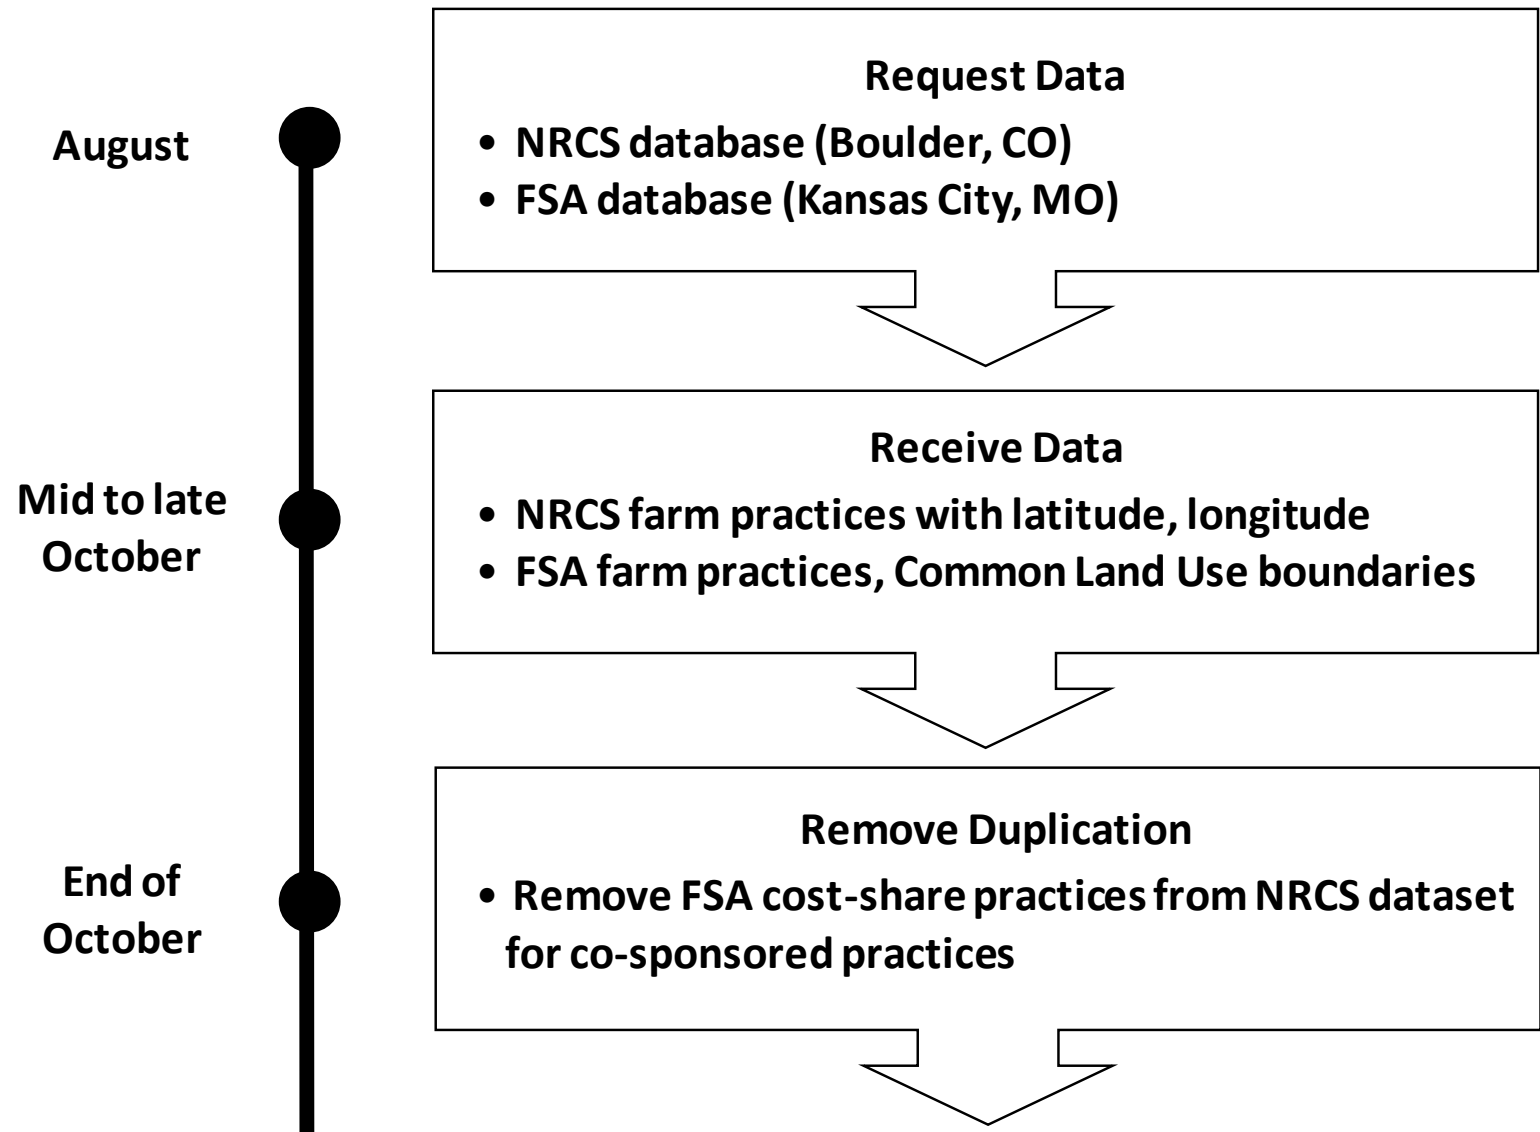 August
Request Data
• NRCS database (Boulder, CO)
• FSA database (Kansas City, MO)
Mid to late
October
Receive Data
• NRCS farm practices with latitude, longitude
• FSA farm practices, Common Land Use boundaries
End of
October
Remove Duplication
• Remove FSA cost-share practices from NRCS dataset
for co-sponsored practices